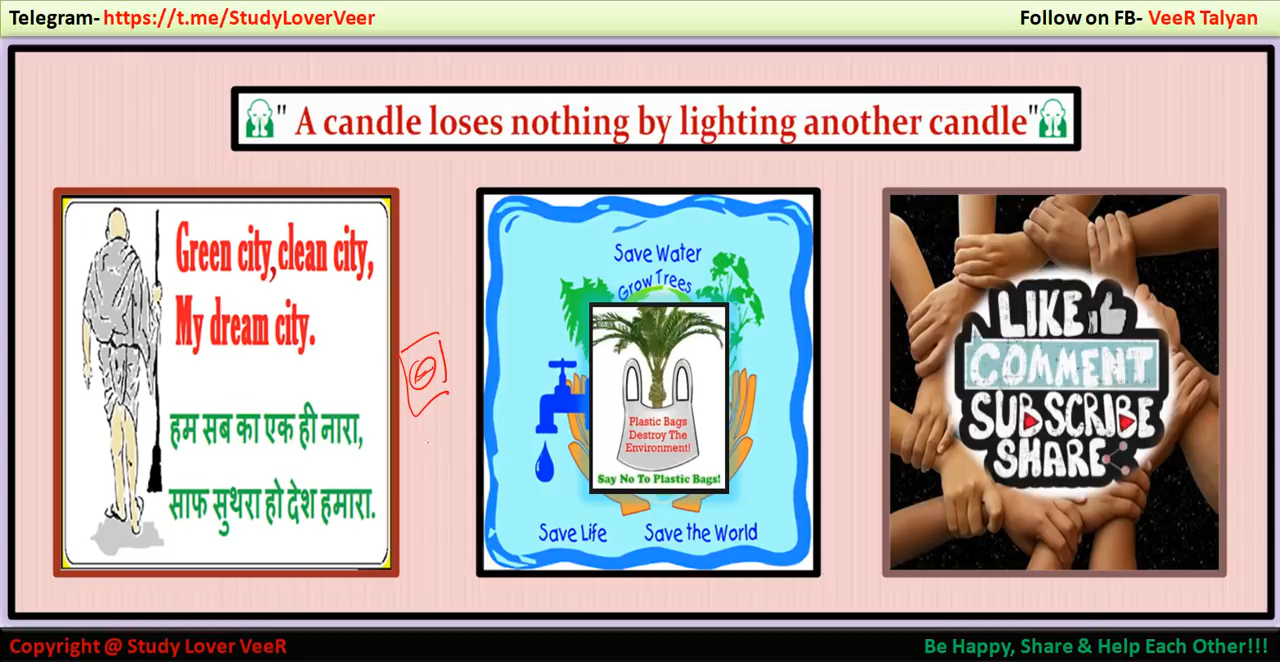 Telegram- https://t.me/StudyLoverVeer
Follow on FB- VeeR Talyan
" A candle loses nothing by lighting another candle"
Green city,clean city,
My dream city.
हम सब का एक ही नारा,
साफ सुथरा हो देश हमारा.
Save Water
Grow Trees
Plastic Bags
Destroy The
Environment!
Say No To Plastic Bags!
Save Life
Save the World
LIKE
COMMENT
SUBSCRIBE
SHARE
Copyright @ Study Lover VeeR
Be Happy, Share & Help Each Other!!!